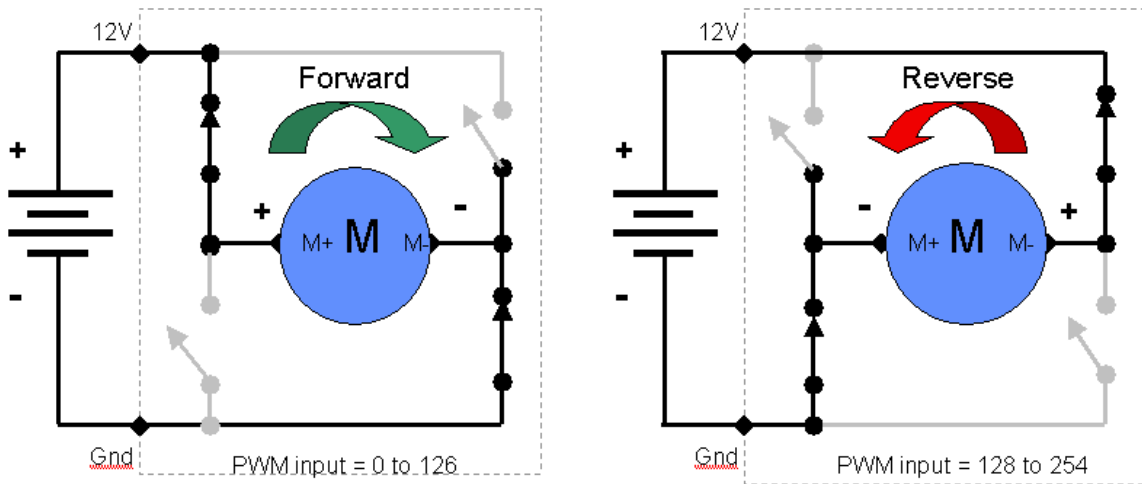 12V
Forward
+
+
-
M+ M M-
-
Gnd
PWM input = 0 to 126
12V
Reverse
+
-
+
M+ M M-
-
Gnd
PWM input = 128 to 254